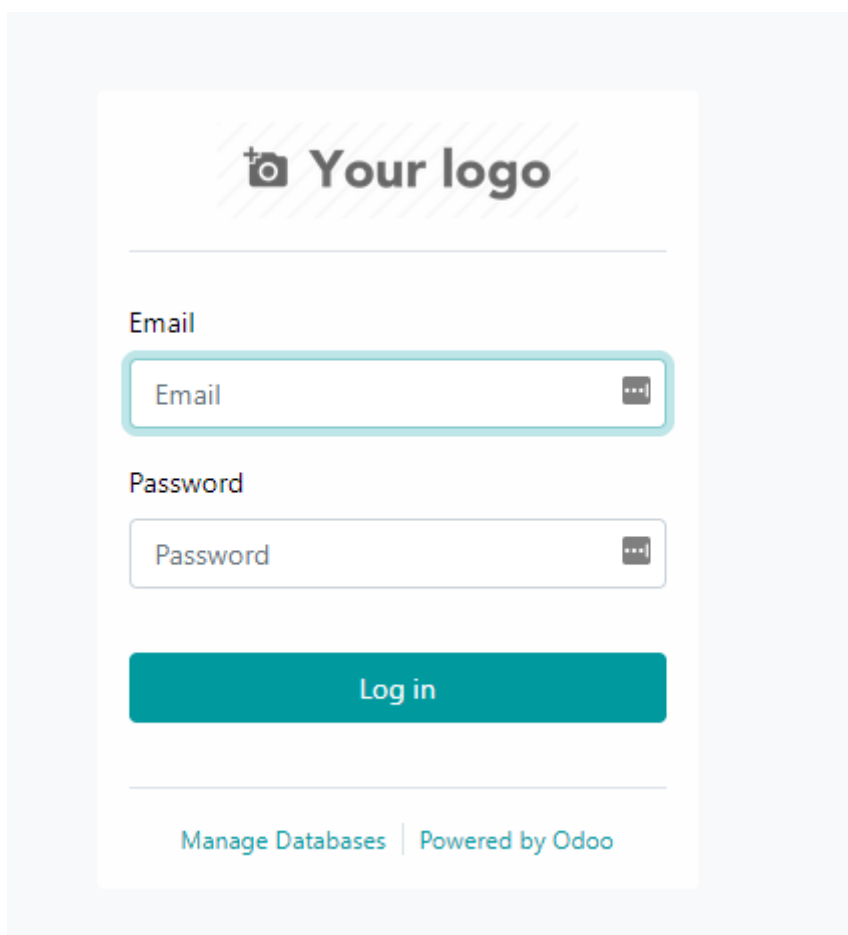 Your logo
Email
Email
Password
Password
Log in
Manage Databases Powered by Odoo